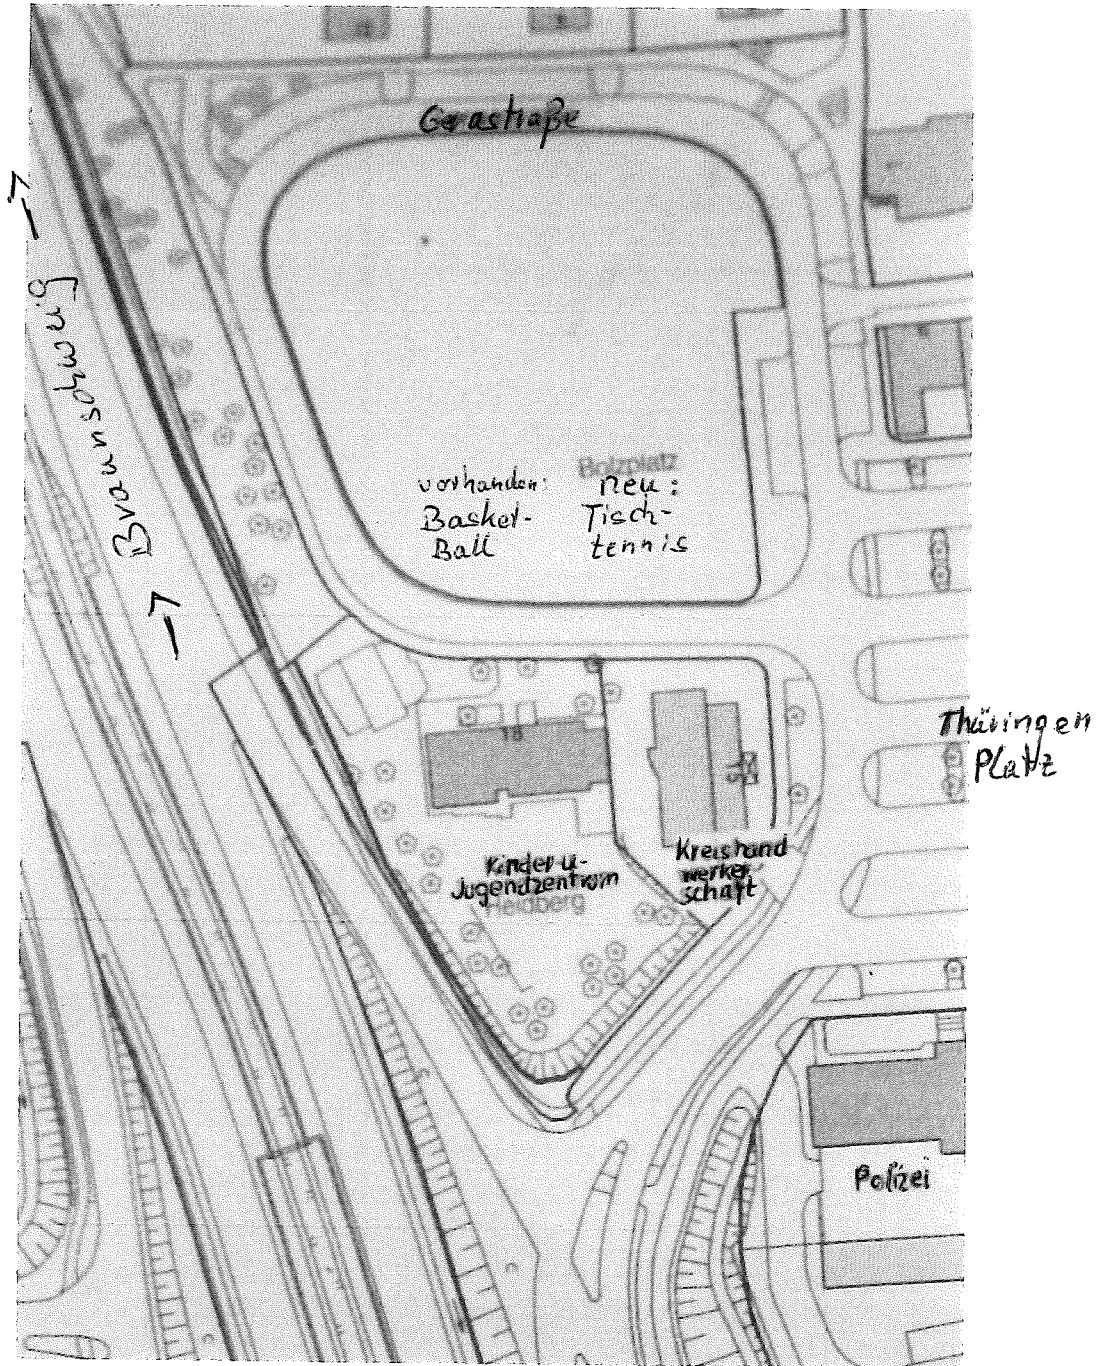 Gerastraße
Braunschweig
Bolzplatz
vorhanden:
Basket-
Ball
neu:
Tisch-
tennis
18
15
Thüringen
Platz
Kinder u-
Jugendzentrum
Heidberg
Kreishand
werker
schaft
Polizei